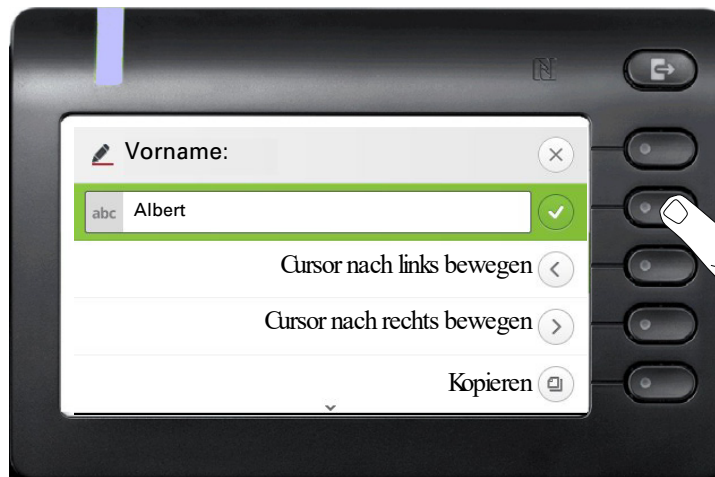 Vorname:
abc Albert
Cursor nach links bewegen
Cursor nach rechts bewegen
Kopieren